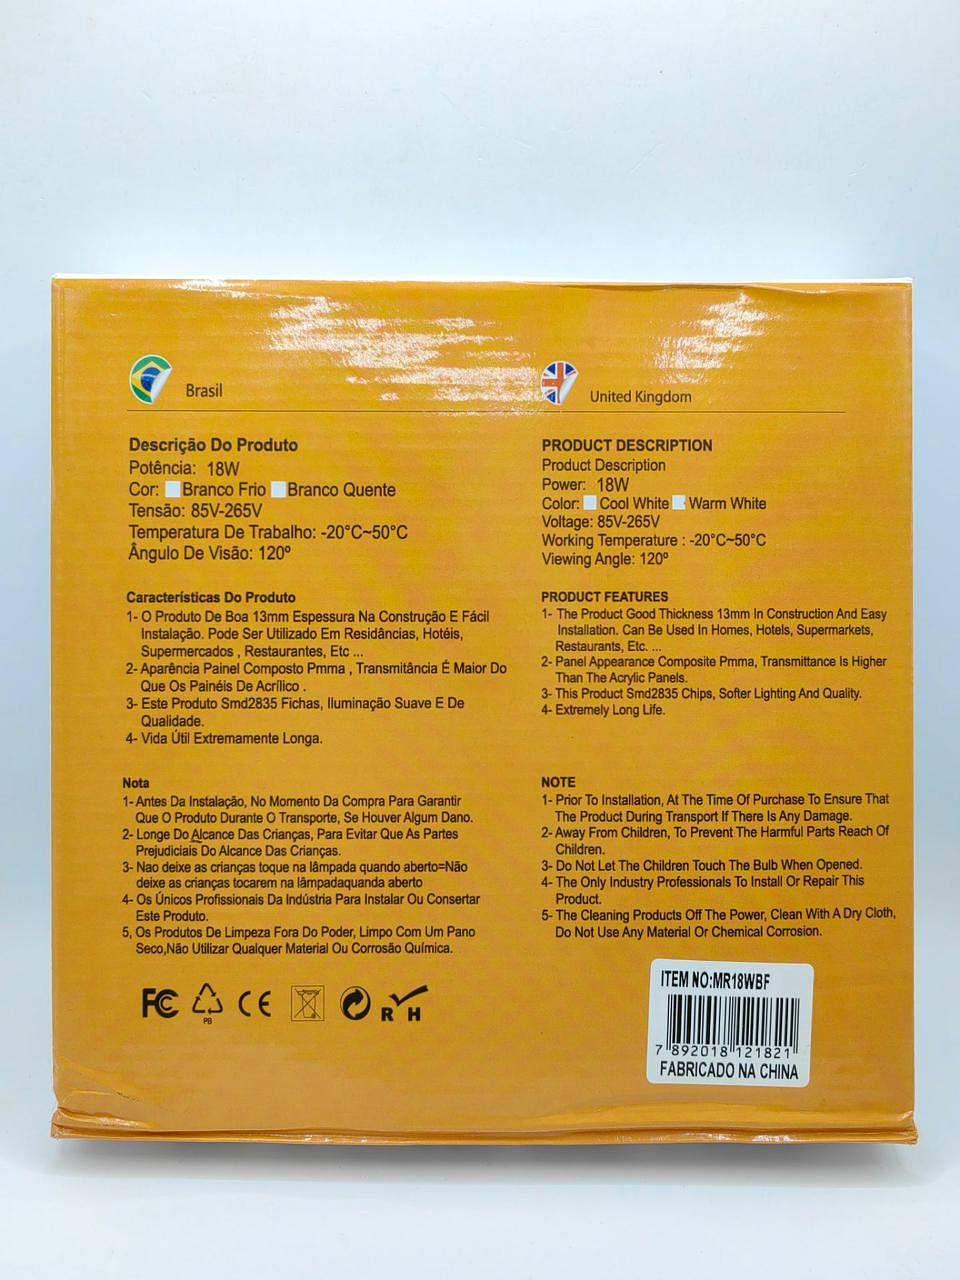 Brasil
Descrição Do Produto
Potência: 18W
Cor: Branco Frio Branco Quente
Tensão: 85V-265V
Temperatura De Trabalho: -20°C~50°C
Ângulo De Visão: 120º
Características Do Produto
1- O Produto De Boa 13mm Espessura Na Construção E Fácil
Instalação. Pode Ser Utilizado Em Residências, Hotéis,
Supermercados , Restaurantes, Etc ...
2- Aparência Painel Composto Pmma , Transmitância É Maior Do
Que Os Painéis De Acrílico .
3- Este Produto Smd2835 Fichas, Iluminação Suave E De
Qualidade.
4- Vida Útil Extremamente Longa.
Nota
1- Antes Da Instalação, No Momento Da Compra Para Garantir
Que O Produto Durante O Transporte, Se Houver Algum Dano.
2- Longe Do Alcance Das Crianças, Para Evitar Que As Partes
Prejudiciais Do Alcance Das Crianças.
3- Nao deixe as crianças toque na lâmpada quando aberto=Não
deixe as crianças tocarem na lâmpadaquanda aberto
4- Os Únicos Profissionais Da Indústria Para Instalar Ou Consertar
Este Produto.
5, Os Produtos De Limpeza Fora Do Poder, Limpo Com Um Pano
Seco,Não Utilizar Qualquer Material Ou Corrosão Química.
United Kingdom
PRODUCT DESCRIPTION
Product Description
Power: 18W
Color: Cool White Warm White
Voltage: 85V-265V
Working Temperature : -20°C~50°C
Viewing Angle: 120º
PRODUCT FEATURES
1- The Product Good Thickness 13mm In Construction And Easy
Installation. Can Be Used In Homes, Hotels, Supermarkets,
Restaurants, Etc. ...
2- Panel Appearance Composite Pmma, Transmittance Is Higher
Than The Acrylic Panels.
3- This Product Smd2835 Chips, Softer Lighting And Quality.
4- Extremely Long Life.
NOTE
1- Prior To Installation, At The Time Of Purchase To Ensure That
The Product During Transport If There Is Any Damage.
2- Away From Children, To Prevent The Harmful Parts Reach Of
Children.
3- Do Not Let The Children Touch The Bulb When Opened.
4- The Only Industry Professionals To Install Or Repair This
Product.
5- The Cleaning Products Off The Power, Clean With A Dry Cloth,
Do Not Use Any Material Or Chemical Corrosion.
FC PB CE R H
ITEM NO:MR18WBF
7 892018 121821
FABRICADO NA CHINA